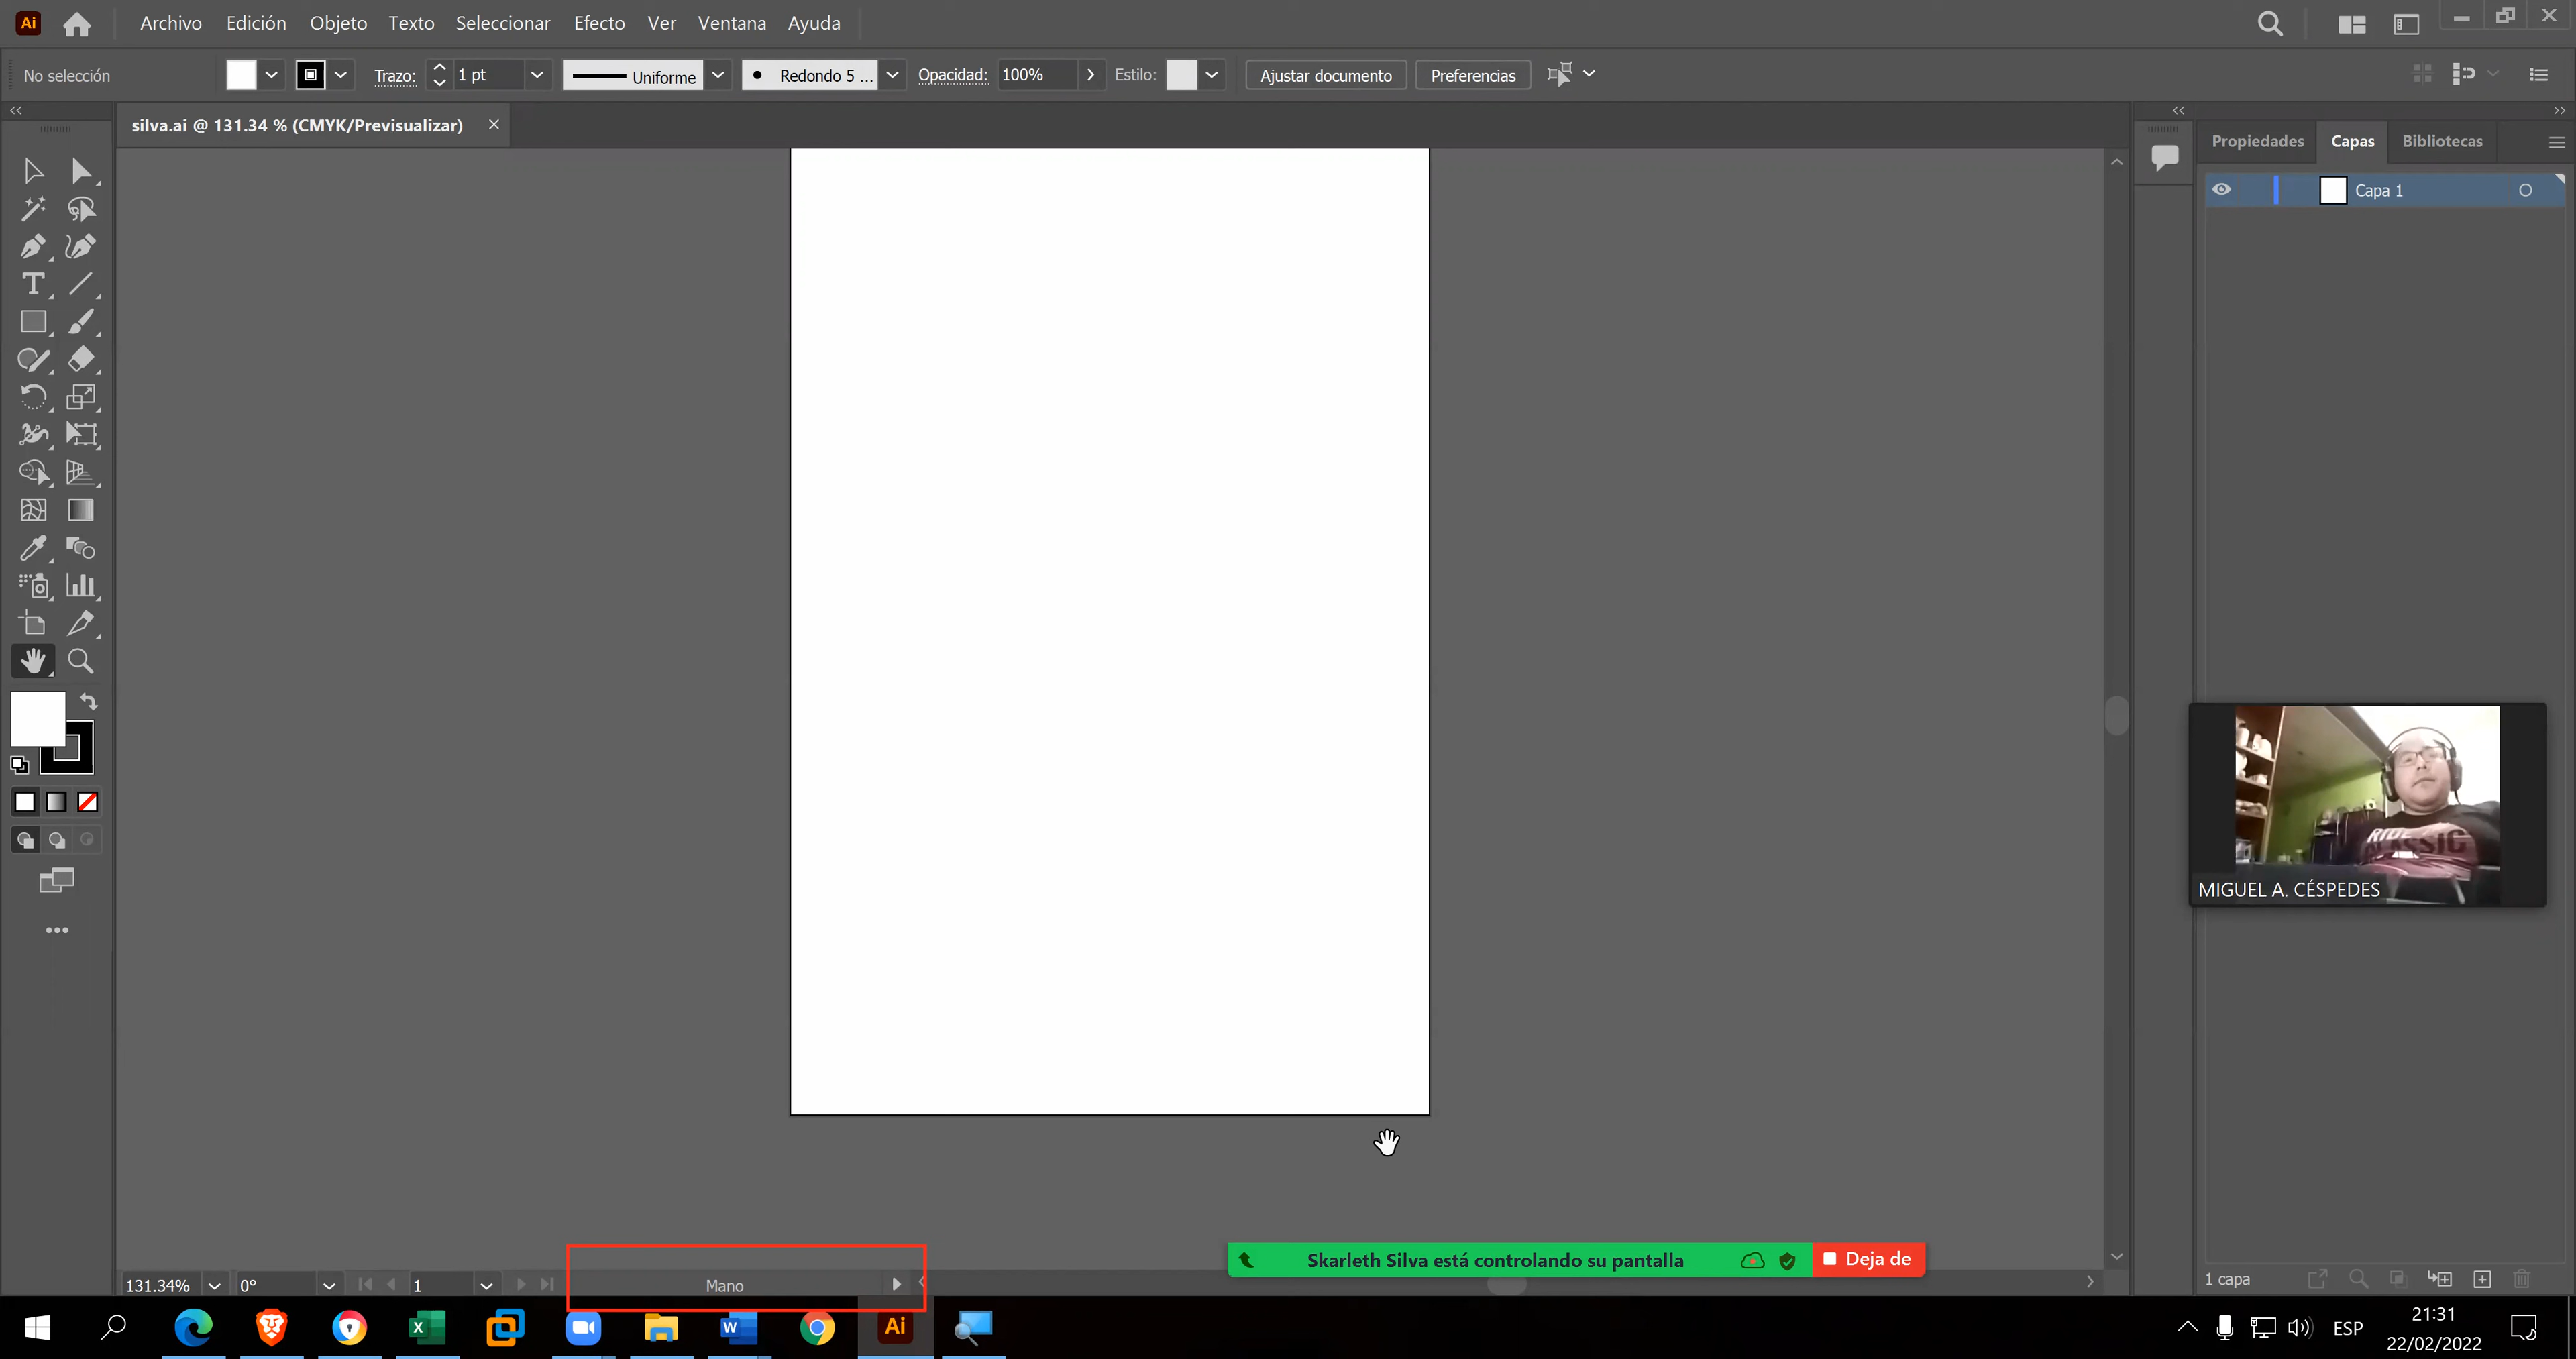 Ai Archivo Edición Objeto Texto Seleccionar Efecto Ver Ventana Ayuda
No selección Trazo: 1 pt Uniforme Redondo 5 ... Opacidad: 100% Estilo: Ajustar documento Preferencias
silva.ai @ 131.34 % (CMYK/Previsualizar)
Propiedades Capas Bibliotecas
Capa 1
RIDE
CLASSIC
MIGUEL A. CÉSPEDES
Skarleth Silva está controlando su pantalla Deja de
131.34% 0° 1 Mano
1 capa
Ai
ESP
21:31
22/02/2022